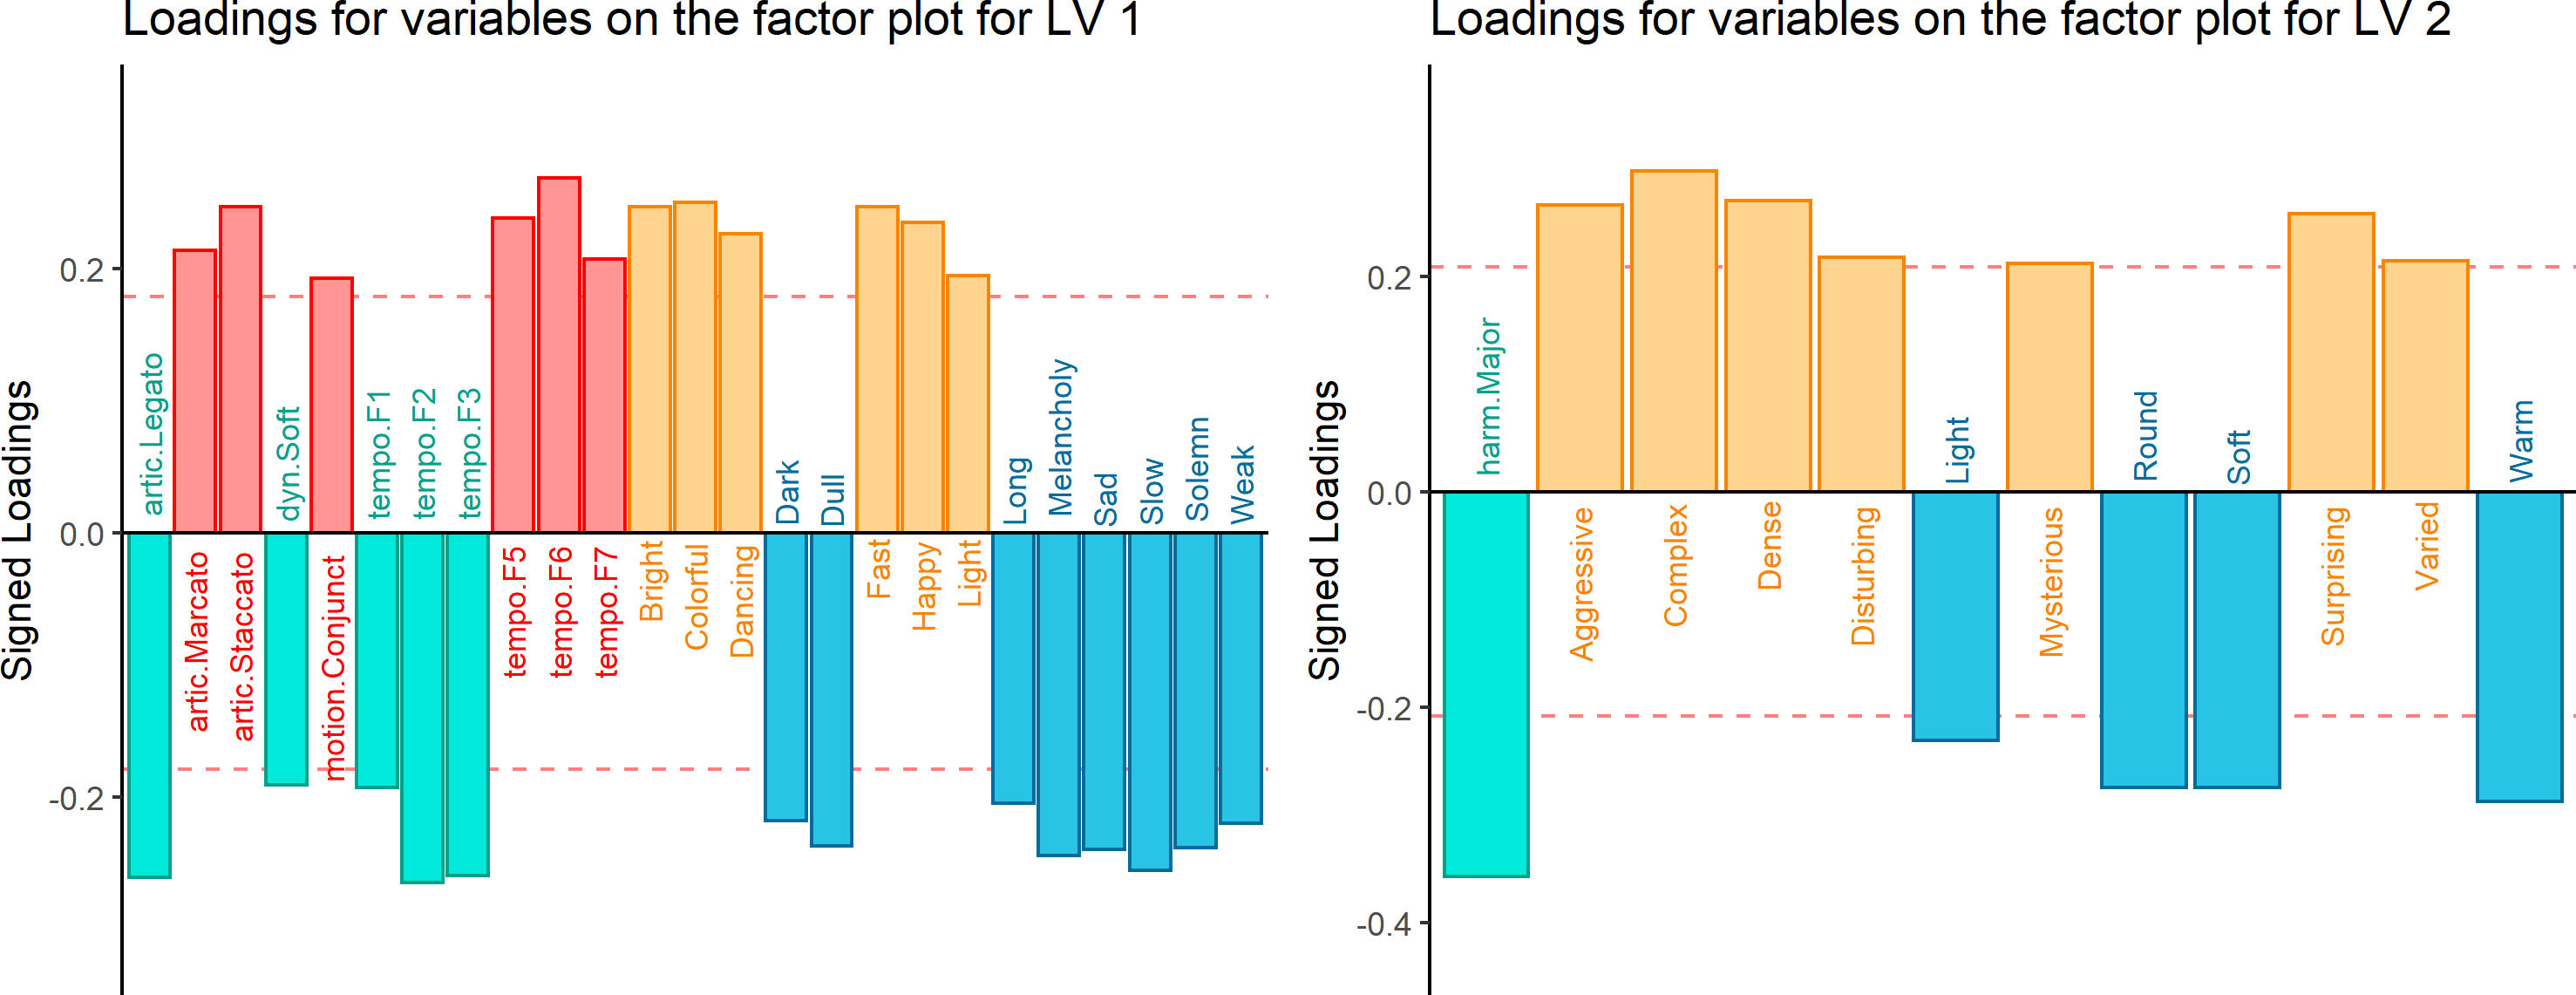 Loadings for variables on the factor plot for LV 1
Signed Loadings
0.2
0.0
-0.2
artic.Legato
artic.Marcato
artic.Staccato
dyn.Soft
motion.Conjunct
tempo.F1
tempo.F2
tempo.F3
tempo.F5
tempo.F6
tempo.F7
Bright
Colorful
Dancing
Dark
Dull
Fast
Happy
Light
Long
Melancholy
Sad
Slow
Solemn
Weak
Loadings for variables on the factor plot for LV 2
Signed Loadings
0.2
0.0
-0.2
-0.4
harm.Major
Aggressive
Complex
Dense
Disturbing
Light
Mysterious
Round
Soft
Surprising
Varied
Warm